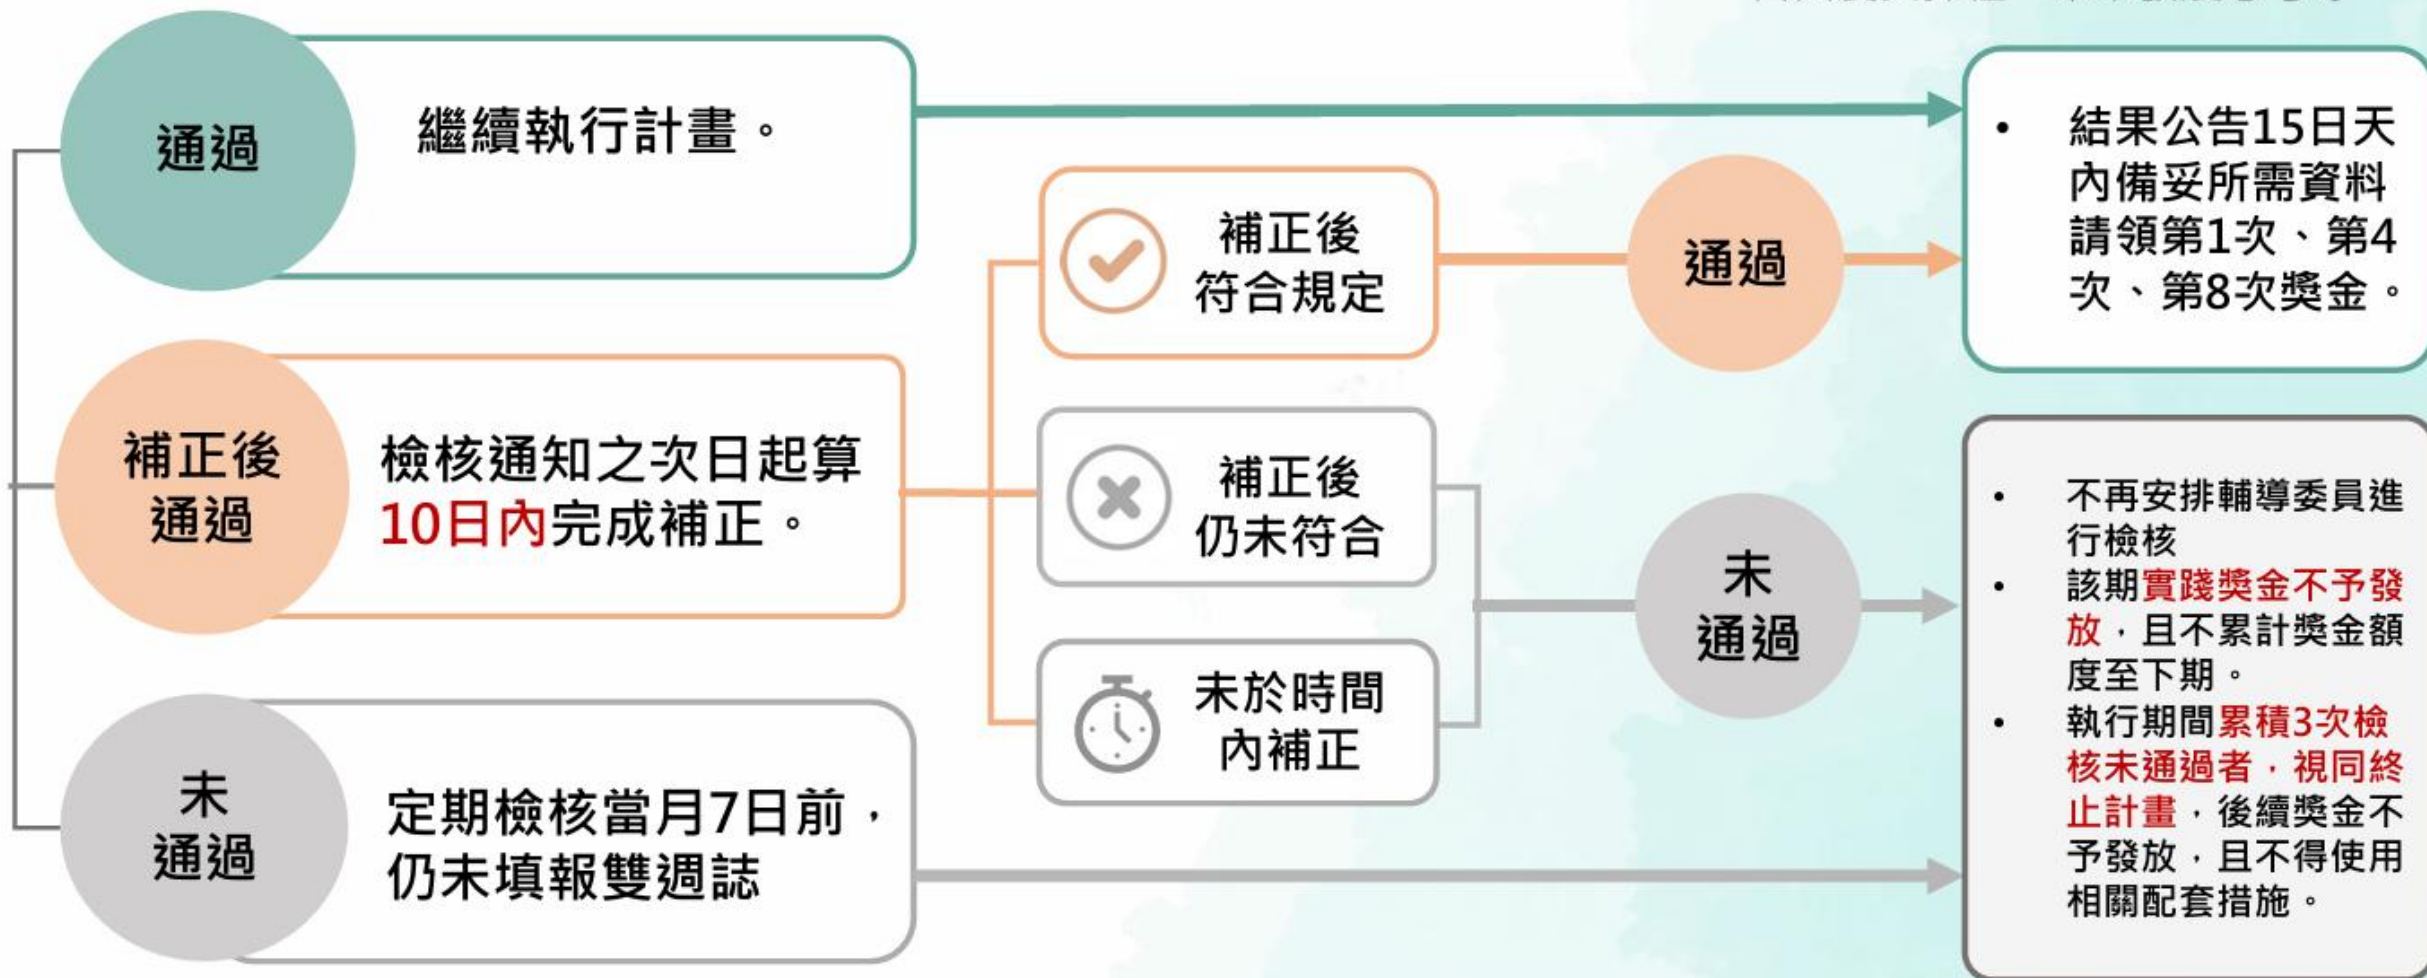 通過
繼續執行計畫。
補正後
通過
檢核通知之次日起算
10日內完成補正。
未
通過
定期檢核當月7日前，
仍未填報雙週誌
補正後
符合規定
補正後
仍未符合
未於時間
內補正
通過
未
通過
• 結果公告15日天
內備妥所需資料
請領第1次、第4
次、第8次獎金。
• 不再安排輔導委員進
行檢核
• 該期實踐獎金不予發
放，且不累計獎金額
度至下期。
• 執行期間累積3次檢
核未通過者，視同終
止計畫，後續獎金不
予發放，且不得使用
相關配套措施。